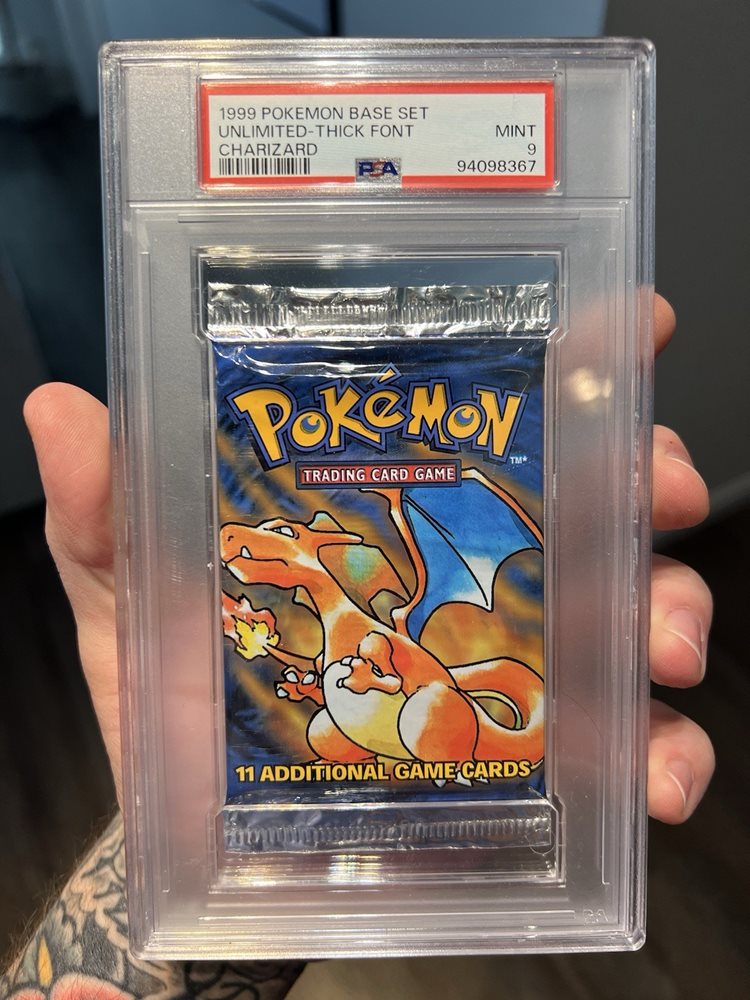 1999 POKEMON BASE SET
UNLIMITED-THICK FONT MINT
CHARIZARD 9
PSA 94098367
POKéMON
TM*
TRADING CARD GAME
11 ADDITIONAL GAME CARDS